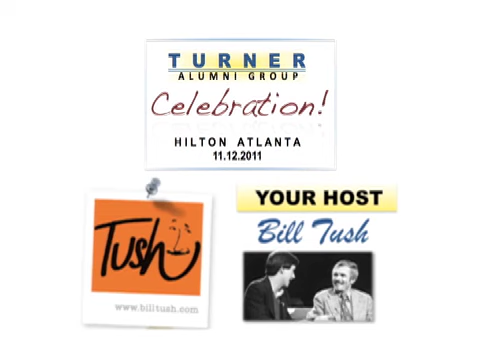 TURNER
ALUMNI GROUP
Celebration!
HILTON ATLANTA
11.12.2011
Tush
www.billtush.com
YOUR HOST
Bill Tush